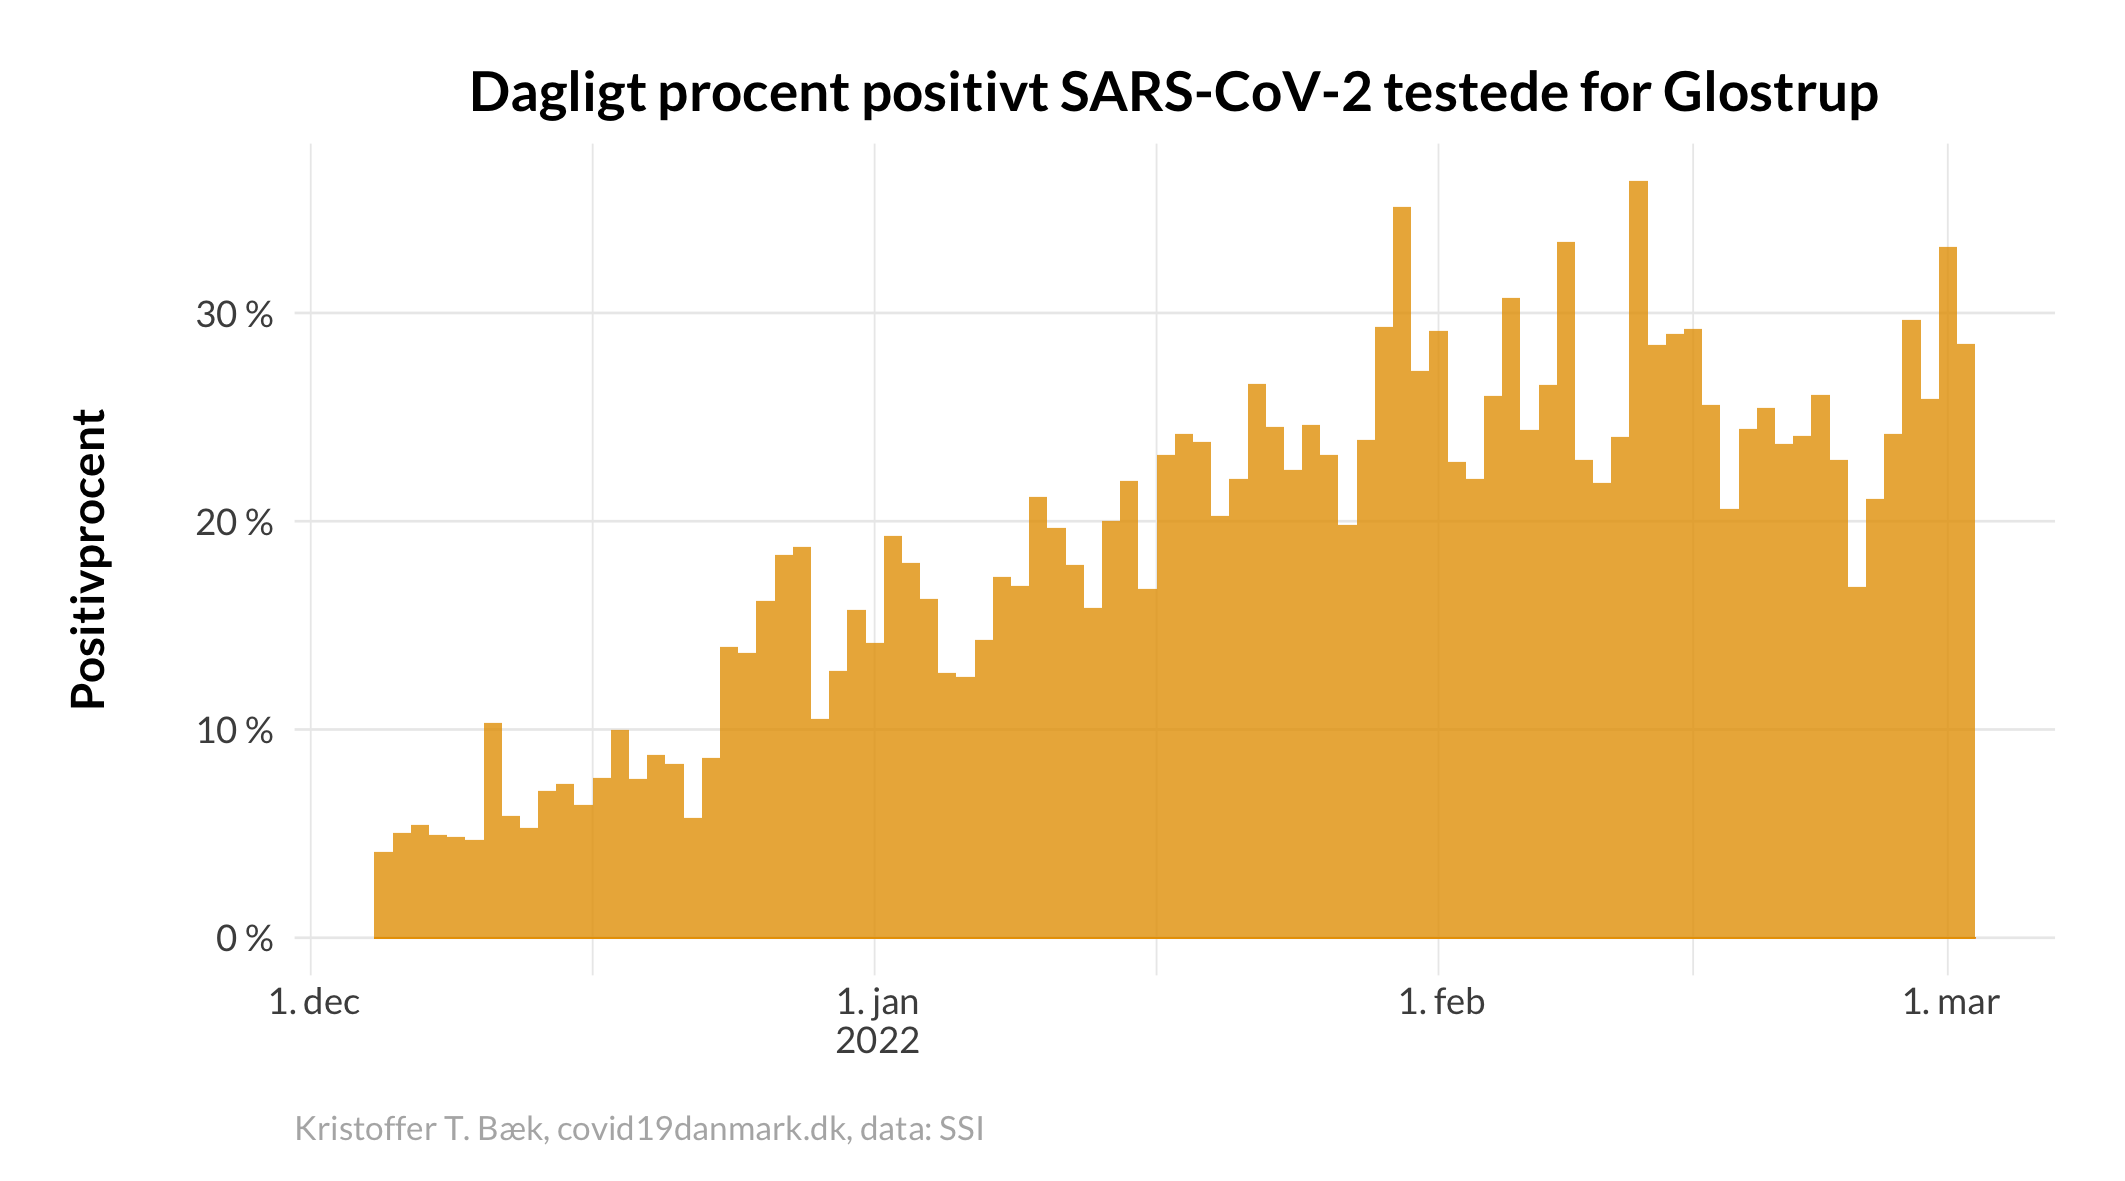 Dagligt procent positivt SARS-CoV-2 testede for Glostrup
Positivprocent
30 %
20 %
10 %
0 %
1. dec
1. jan
2022
1. feb
1. mar
Kristoffer T. Bæk, covid19danmark.dk, data: SSI